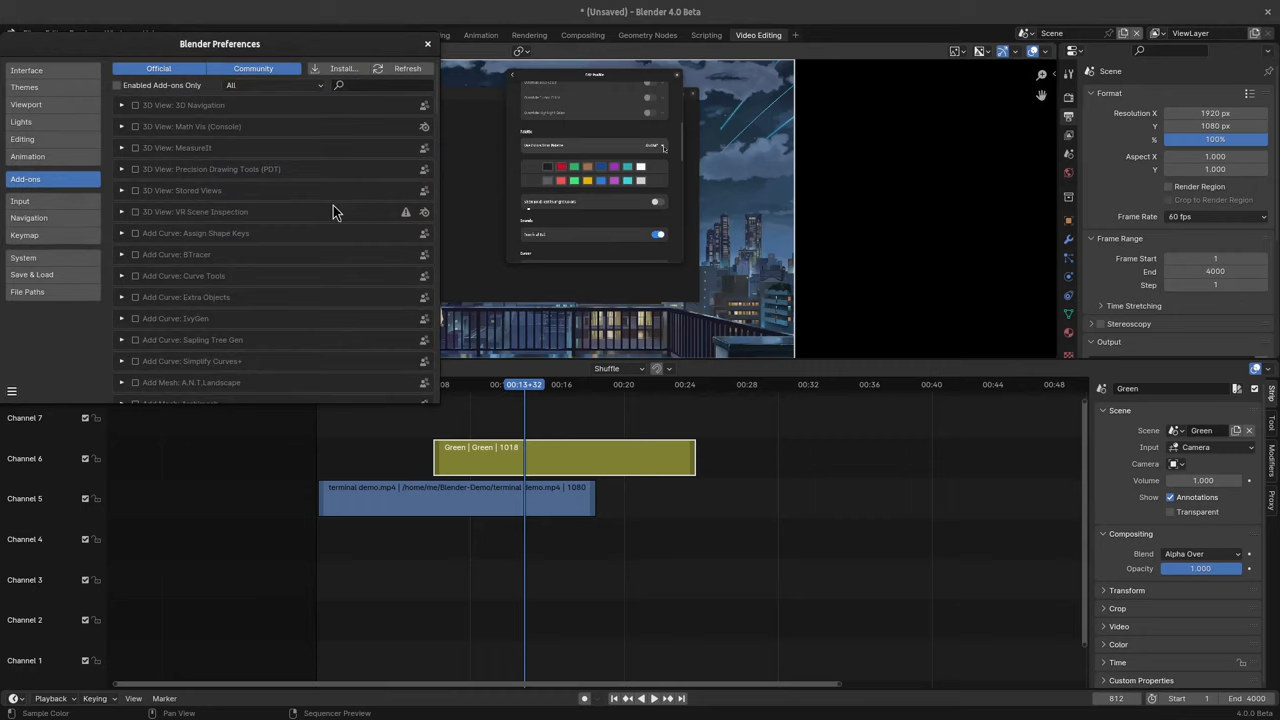 * (Unsaved) - Blender 4.0 Beta
Animation Rendering Compositing Geometry Nodes Scripting Video Editing +
Scene
ViewLayer
Blender Preferences
Interface
Themes
Viewport
Lights
Editing
Animation
Add-ons
Input
Navigation
Keymap
System
Save & Load
File Paths
Official Community Install... Refresh
Enabled Add-ons Only All
3D View: 3D Navigation
3D View: Math Vis (Console)
3D View: MeasureIt
3D View: Precision Drawing Tools (PDT)
3D View: Stored Views
3D View: VR Scene Inspection
Add Curve: Assign Shape Keys
Add Curve: BTracer
Add Curve: Curve Tools
Add Curve: Extra Objects
Add Curve: IvyGen
Add Curve: Sapling Tree Gen
Add Curve: Simplify Curves+
Add Mesh: A.N.T.Landscape
Palette
Sounds
Terminal Bell
Cursor
Scene
Format
Resolution X 1920 px
Y 1080 px
% 100%
Aspect X 1.000
Y 1.000
Render Region
Crop to Render Region
Frame Rate 60 fps
Frame Range
Frame Start 1
End 4000
Step 1
Time Stretching
Stereoscopy
Output
Shuffle
:08 00:1 00:13+32 00:16 00:20 00:24 00:28 00:32 00:36 00:40 00:44 00:48
Channel 7
Channel 6
Channel 5
Channel 4
Channel 3
Channel 2
Channel 1
Green | Green | 1018
terminal demo.mp4 | /home/me/Blender-Demo/terminal demo.mp4 | 1080
Green
Scene
Scene Green
Input Camera
Camera
Volume 1.000
Show Annotations
Transparent
Compositing
Blend Alpha Over
Opacity 1.000
Transform
Crop
Video
Color
Time
Custom Properties
Strip
Tool
Modifiers
Proxy
Playback Keying View Marker
812 Start 1 End 4000
Sample Color Pan View Sequencer Preview 4.0.0 Beta